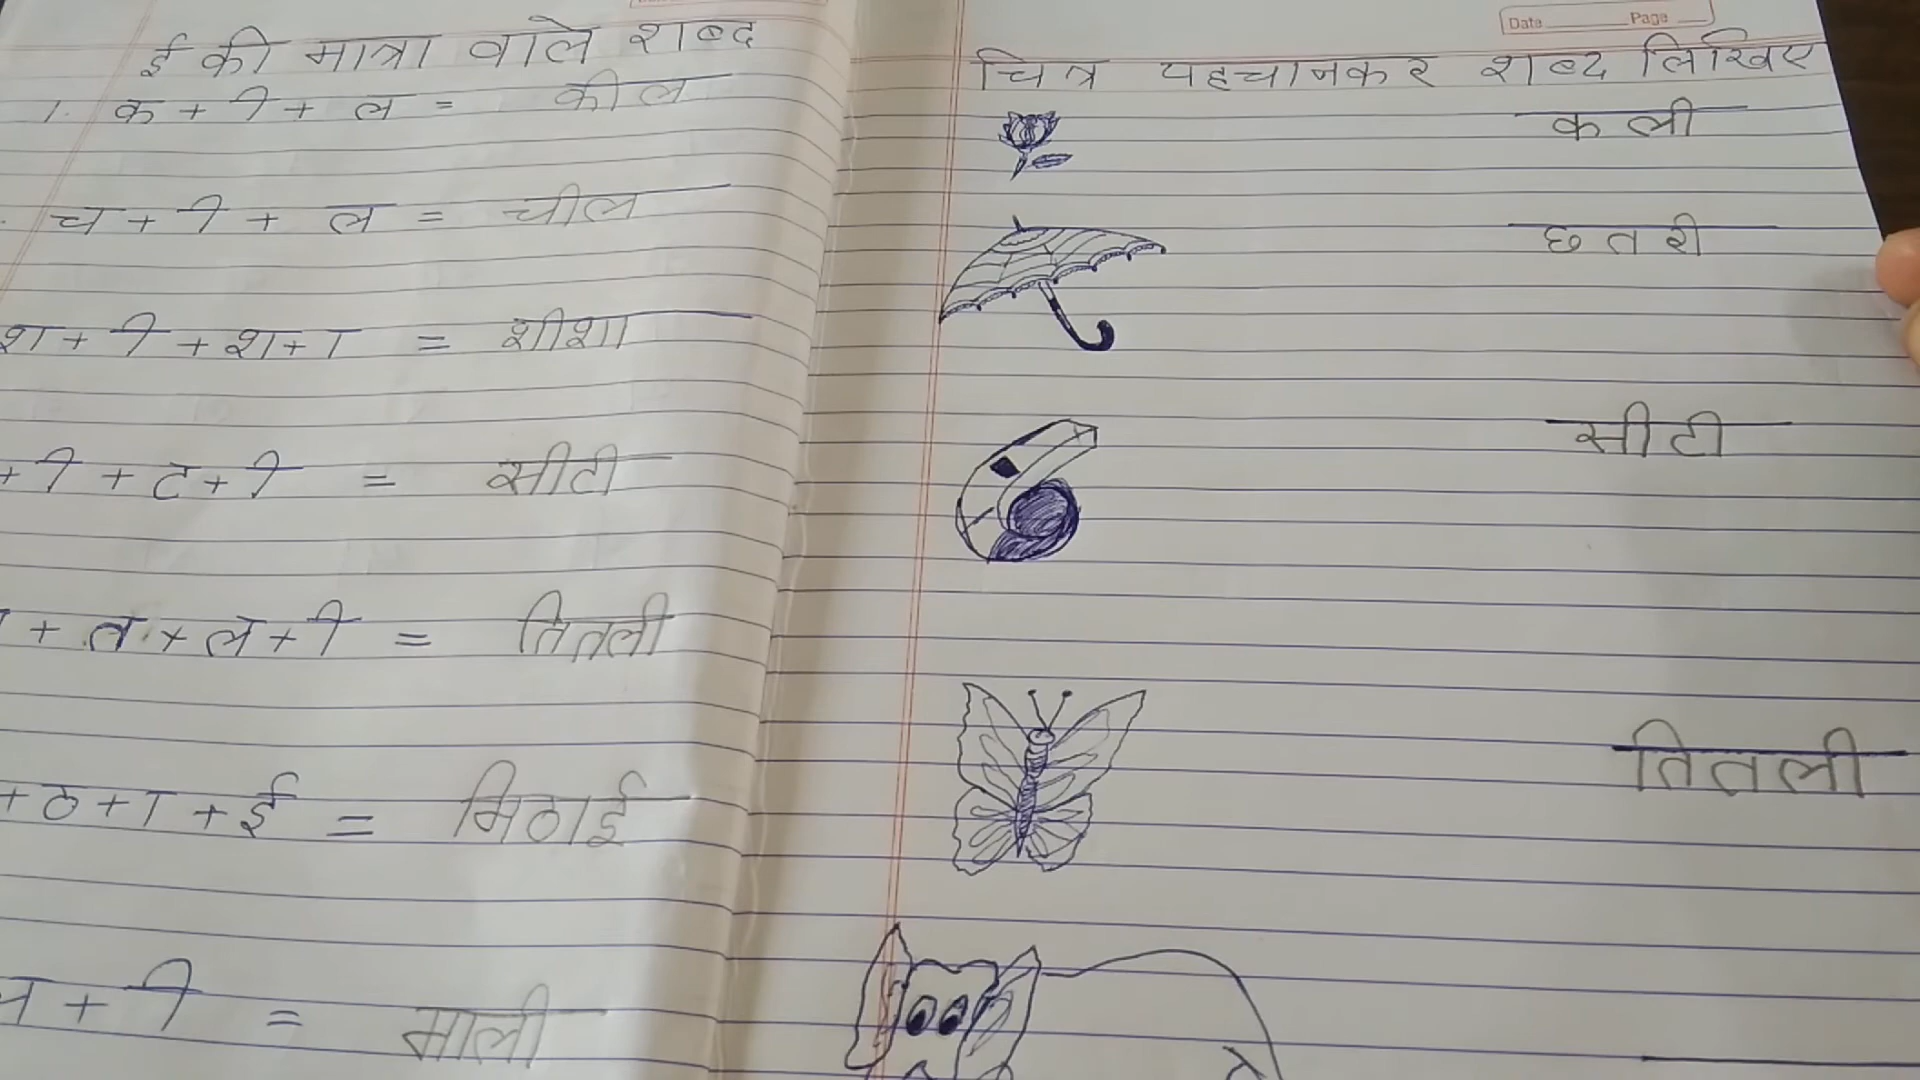 ई की मात्रा वाले शब्द
1. क + ी + ल = कील
च + ी + ल = चील
श + ी + श + ा = शीशा
+ ी + ट + ी = सीटी
+ त + ल + ी = तितली
+ ठ + ा + ई = मिठाई
ल + ी = माली
Date Page
चित्र पहचानकर शब्द लिखिए
कली
छतरी
सीटी
तितली